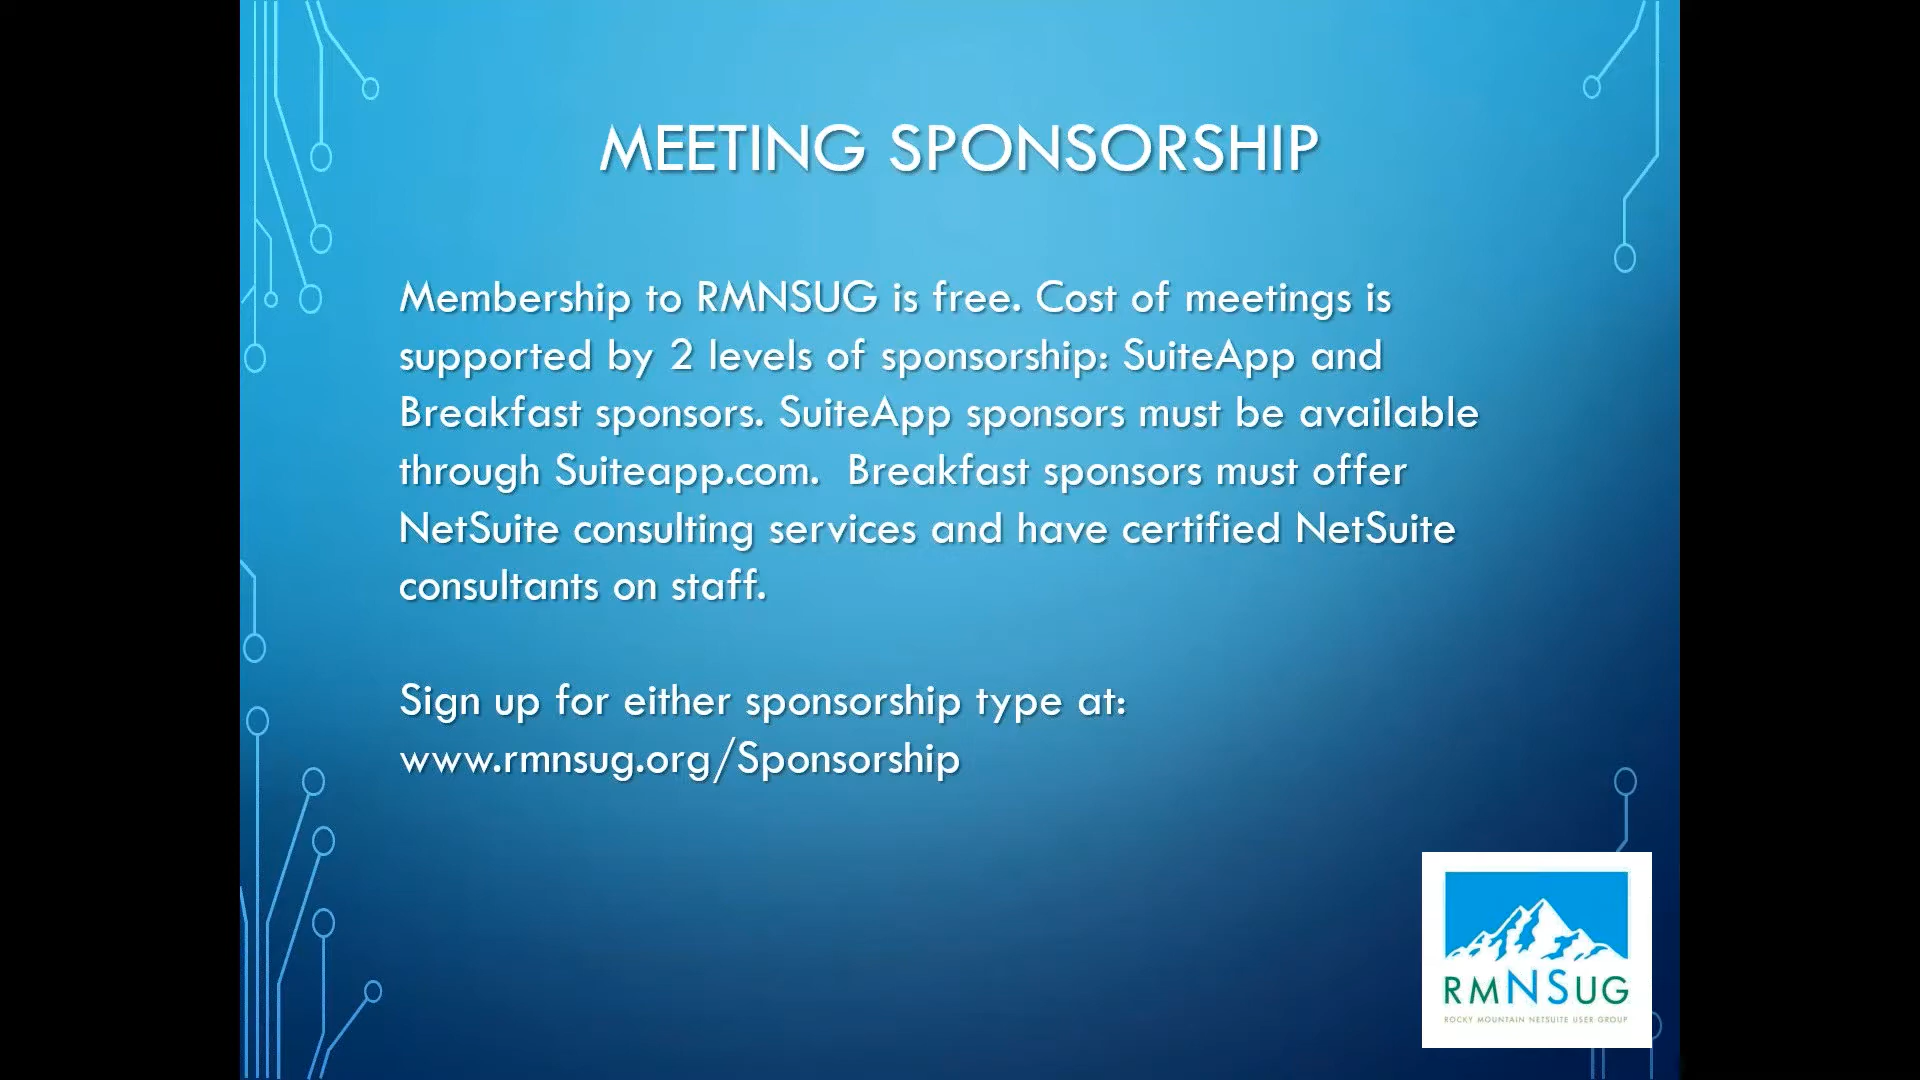 MEETING SPONSORSHIP
Membership to RMNSUG is free. Cost of meetings is
supported by 2 levels of sponsorship: SuiteApp and
Breakfast sponsors. SuiteApp sponsors must be available
through Suiteapp.com.  Breakfast sponsors must offer
NetSuite consulting services and have certified NetSuite
consultants on staff.
Sign up for either sponsorship type at:
www.rmnsug.org/Sponsorship
RMNSUG
ROCKY MOUNTAIN NETSUITE USER GROUP